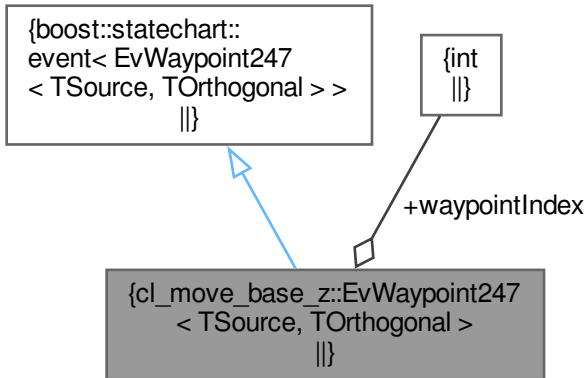 {boost::statechart::
event< EvWaypoint247
< TSource, TOrthogonal > >
||}
{int
||}
+waypointIndex
{cl_move_base_z::EvWaypoint247
< TSource, TOrthogonal >
||}